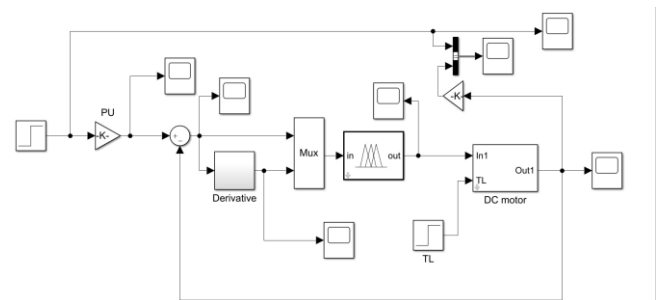 PU
-K-
-K-
+
-
Mux
in
out
In1
TL
Out1
Derivative
DC motor
TL